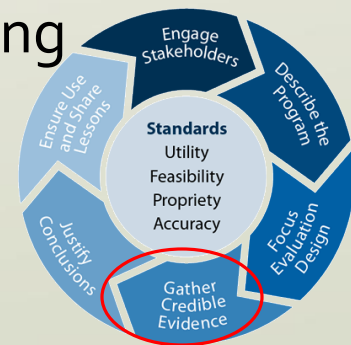 ng
Engage
Stakeholders
Describe the
Program
Focus
Evaluation
Design
Gather
Credible
Evidence
Justify
Conclusions
Ensure Use
and Share
Lessons
Standards
Utility
Feasibility
Propriety
Accuracy